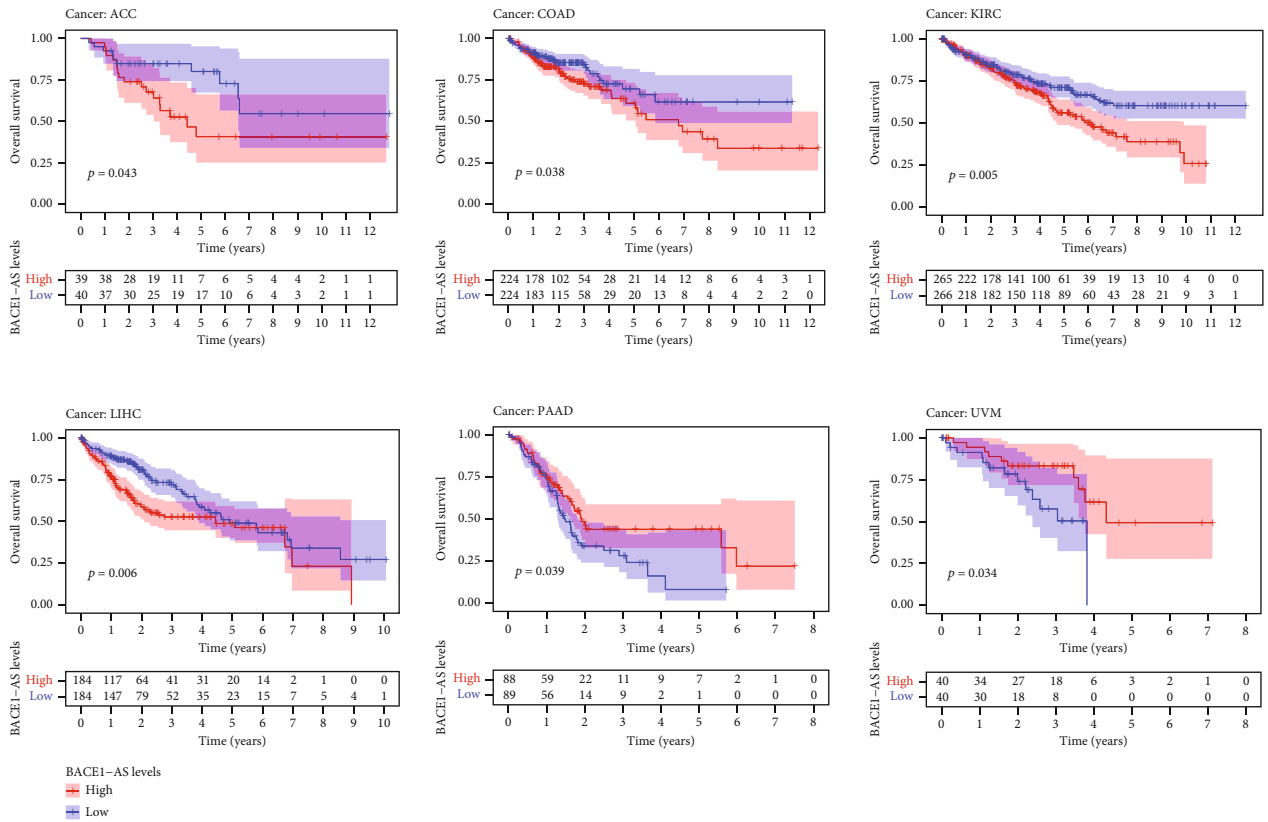 Cancer: ACC
Overall survival
1.00
0.75
0.50
0.25
0.00
p = 0.043
0 1 2 3 4 5 6 7 8 9 10 11 12
Time (years)
BACE1−AS levels
High 39 38 28 19 11 7 6 5 4 4 2 1 1
Low 40 37 30 25 19 17 10 6 4 3 2 1 1
0 1 2 3 4 5 6 7 8 9 10 11 12
Time (years)
Cancer: COAD
Overall survival
1.00
0.75
0.50
0.25
0.00
p = 0.038
0 1 2 3 4 5 6 7 8 9 10 11 12
Time (years)
BACE1−AS levels
High 224 178 102 54 28 21 14 12 8 6 4 3 1
Low 224 183 115 58 29 20 13 8 4 4 2 2 0
0 1 2 3 4 5 6 7 8 9 10 11 12
Time (years)
Cancer: KIRC
Overall survival
1.00
0.75
0.50
0.25
0.00
p = 0.005
0 1 2 3 4 5 6 7 8 9 10 11 12
Time(years)
BACE1−AS levels
High 265 222 178 141 100 61 39 19 13 10 4 0 0
Low 266 218 182 150 118 89 60 43 28 21 9 3 1
0 1 2 3 4 5 6 7 8 9 10 11 12
Time(years)
Cancer: LIHC
Overall survival
1.00
0.75
0.50
0.25
0.00
p = 0.006
0 1 2 3 4 5 6 7 8 9 10
Time (years)
BACE1−AS levels
High 184 117 64 41 31 20 14 2 1 0 0
Low 184 147 79 52 35 23 15 7 5 4 1
0 1 2 3 4 5 6 7 8 9 10
Time (years)
Cancer: PAAD
Overall survival
1.00
0.75
0.50
0.25
0.00
p = 0.039
0 1 2 3 4 5 6 7 8
Time (years)
BACE1−AS levels
High 88 59 22 11 9 7 2 1 0
Low 89 56 14 9 2 1 0 0 0
0 1 2 3 4 5 6 7 8
Time (years)
Cancer: UVM
Overall survival
1.00
0.75
0.50
0.25
0.00
p = 0.034
0 1 2 3 4 5 6 7 8
Time (years)
BACE1−AS levels
High 40 34 27 18 6 3 2 1 0
Low 40 30 18 8 0 0 0 0 0
0 1 2 3 4 5 6 7 8
Time (years)
BACE1−AS levels
High
Low